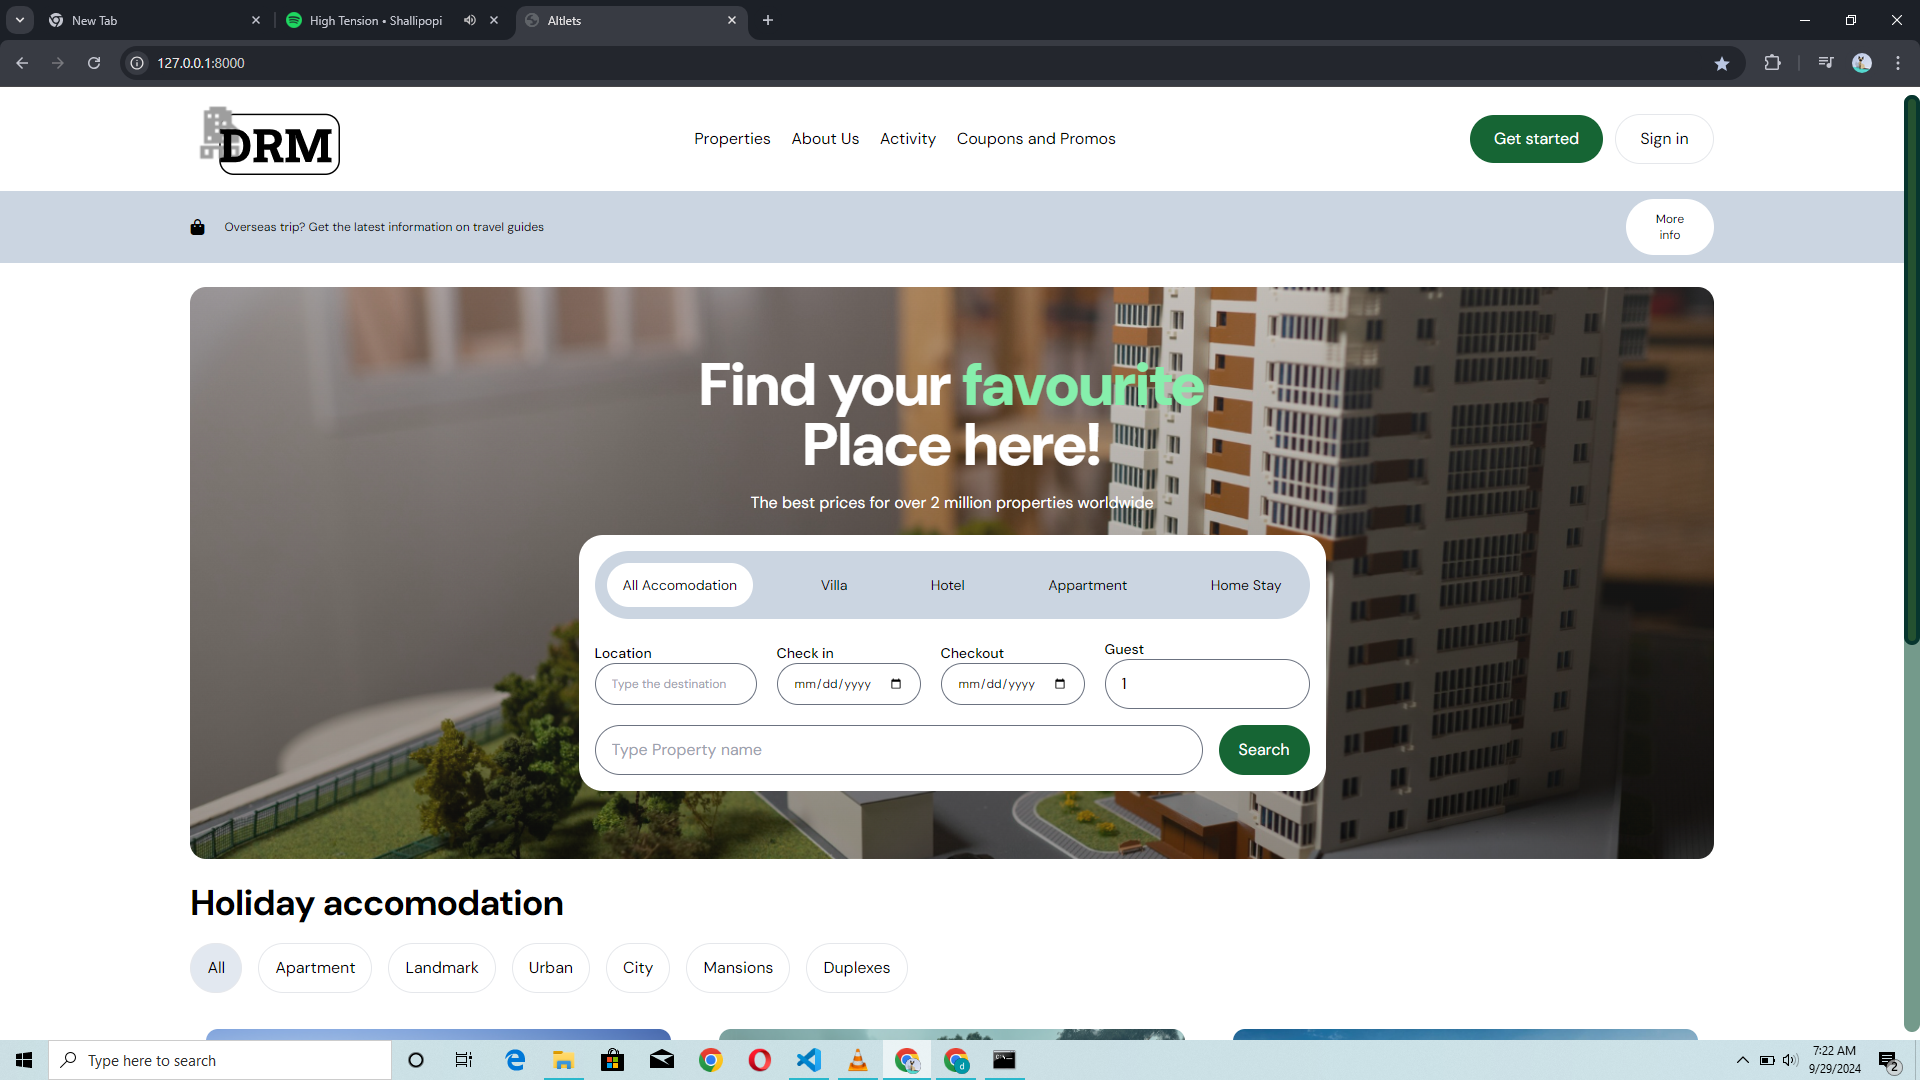 New Tab
High Tension • Shallipopi
Altlets
127.0.0.1:8000
DRM
Properties
About Us
Activity
Coupons and Promos
Get started
Sign in
Overseas trip? Get the latest information on travel guides
More
info
Find your favourite
Place here!
The best prices for over 2 million properties worldwide
All Accomodation
Villa
Hotel
Appartment
Home Stay
Location
Check in
Checkout
Guest
Type the destination
mm/dd/yyyy
mm/dd/yyyy
1
Type Property name
Search
Holiday accomodation
All
Apartment
Landmark
Urban
City
Mansions
Duplexes
Type here to search
d
7:22 AM
9/29/2024
2